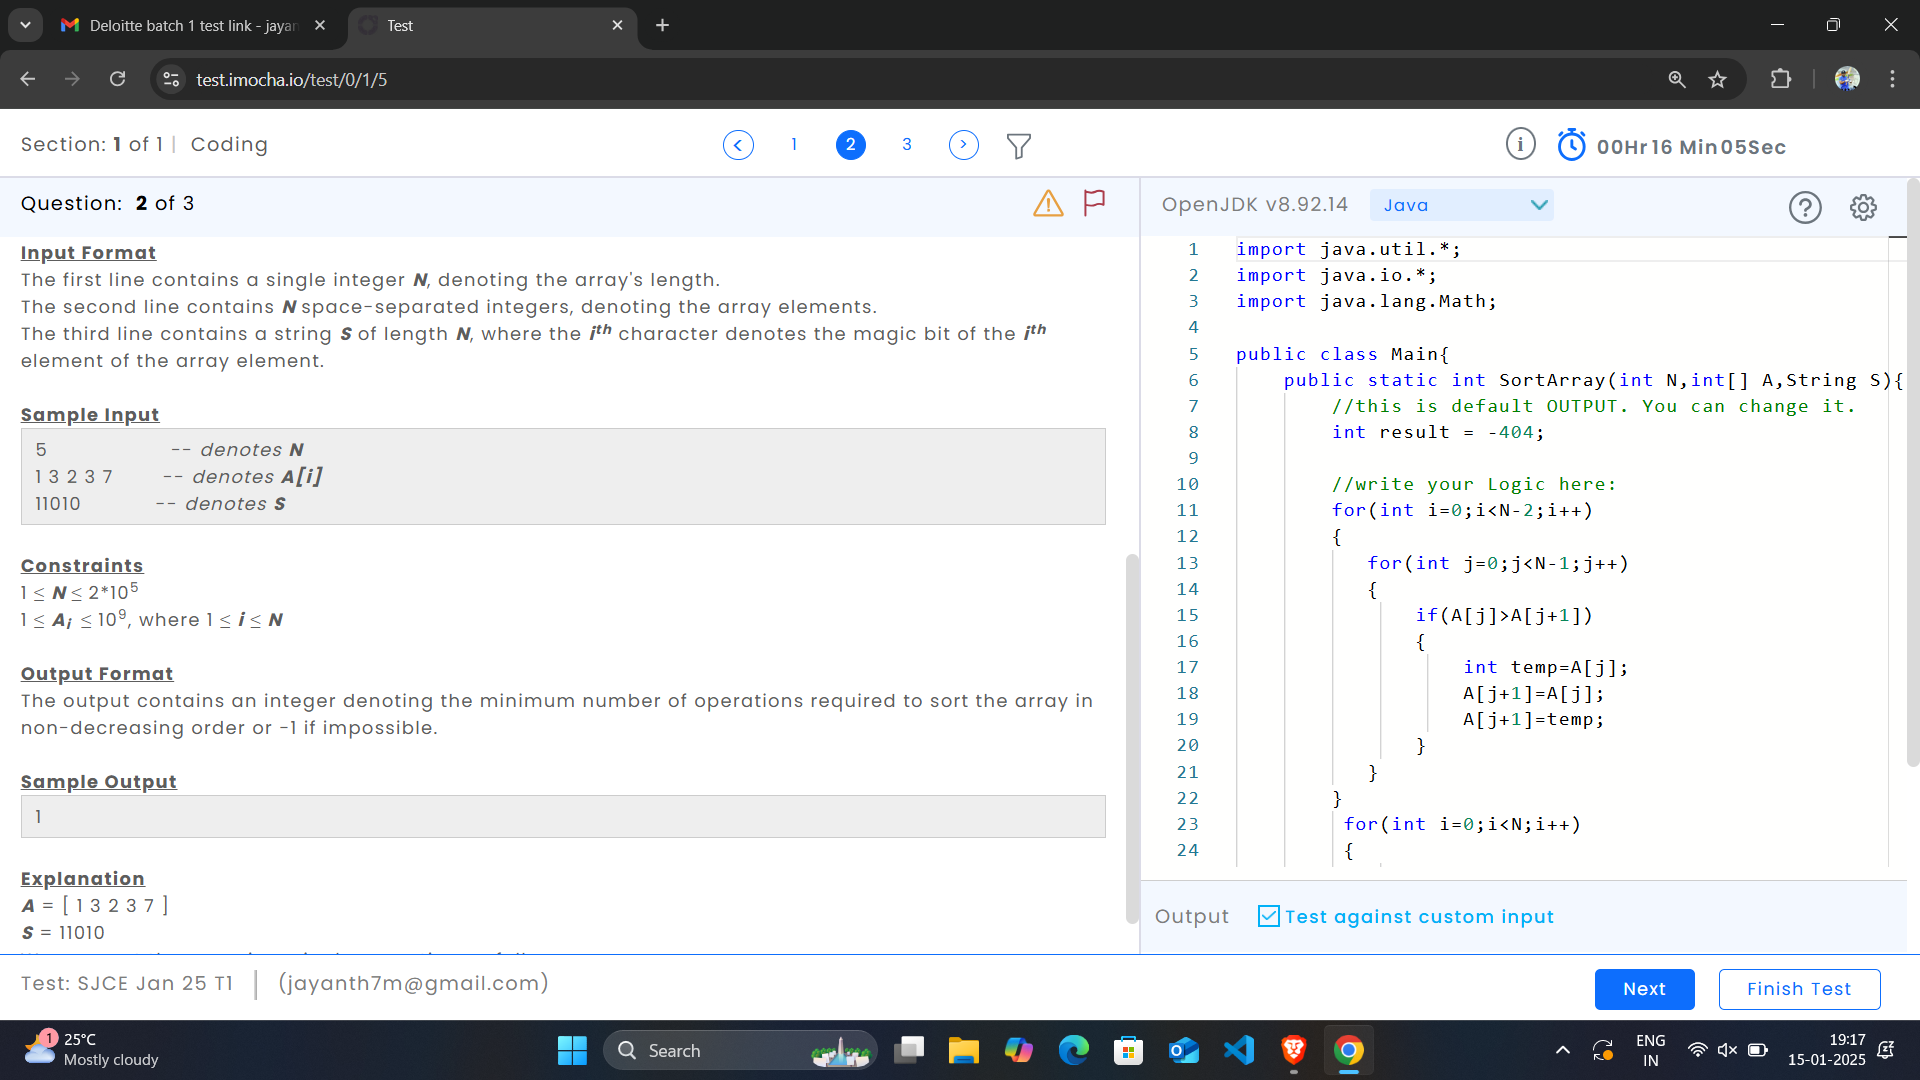 Deolitte batch 1 test link - jayan
Test
test.imocha.io/test/0/1/5
Section: 1 of 1 | Coding
1 2 3
00Hr 16 Min 05Sec
Question: 2 of 3
OpenJDK v8.92.14 Java
Input Format
The first line contains a single integer N, denoting the array's length.
The second line contains N space-separated integers, denoting the array elements.
The third line contains a string S of length N, where the ith character denotes the magic bit of the ith
element of the array element.
Sample Input
5 -- denotes N
1 3 2 3 7 -- denotes A[i]
11010 -- denotes S
Constraints
1 ≤ N ≤ 2*10^5
1 ≤ Ai ≤ 10^9, where 1 ≤ i ≤ N
Output Format
The output contains an integer denoting the minimum number of operations required to sort the array in
non-decreasing order or -1 if impossible.
Sample Output
1
Explanation
A = [ 1 3 2 3 7 ]
S = 11010
1 import java.util.*;
2 import java.io.*;
3 import java.lang.Math;
4
5 public class Main{
6 public static int SortArray(int N,int[] A,String S){
7 //this is default OUTPUT. You can change it.
8 int result = -404;
9
10 //write your Logic here:
11 for(int i=0;i<N-2;i++)
12 {
13 for(int j=0;j<N-1;j++)
14 {
15 if(A[j]>A[j+1])
16 {
17 int temp=A[j];
18 A[j+1]=A[j];
19 A[j+1]=temp;
20 }
21 }
22 }
23 for(int i=0;i<N;i++)
24 {
Output Test against custom input
Test: SJCE Jan 25 T1 | (jayanth7m@gmail.com)
Next
Finish Test
1
25°C
Mostly cloudy
Search
ENG
IN
19:17
15-01-2025